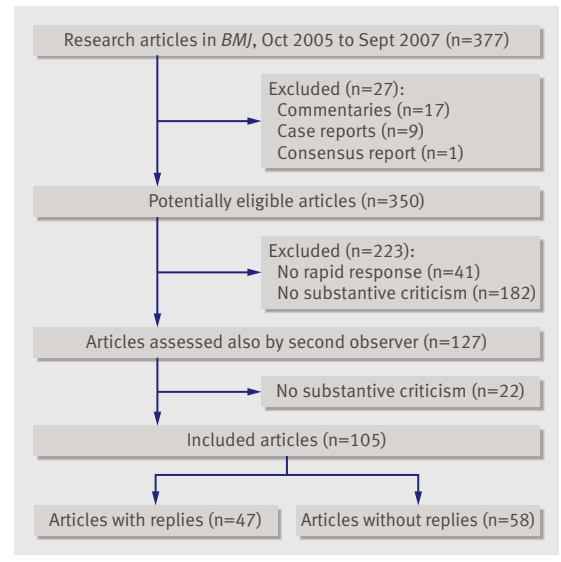 Research articles in BMJ, Oct 2005 to Sept 2007 (n=377)
Excluded (n=27):
Commentaries (n=17)
Case reports (n=9)
Consensus report (n=1)
Potentially eligible articles (n=350)
Excluded (n=223):
No rapid response (n=41)
No substantive criticism (n=182)
Articles assessed also by second observer (n=127)
No substantive criticism (n=22)
Included articles (n=105)
Articles with replies (n=47)
Articles without replies (n=58)